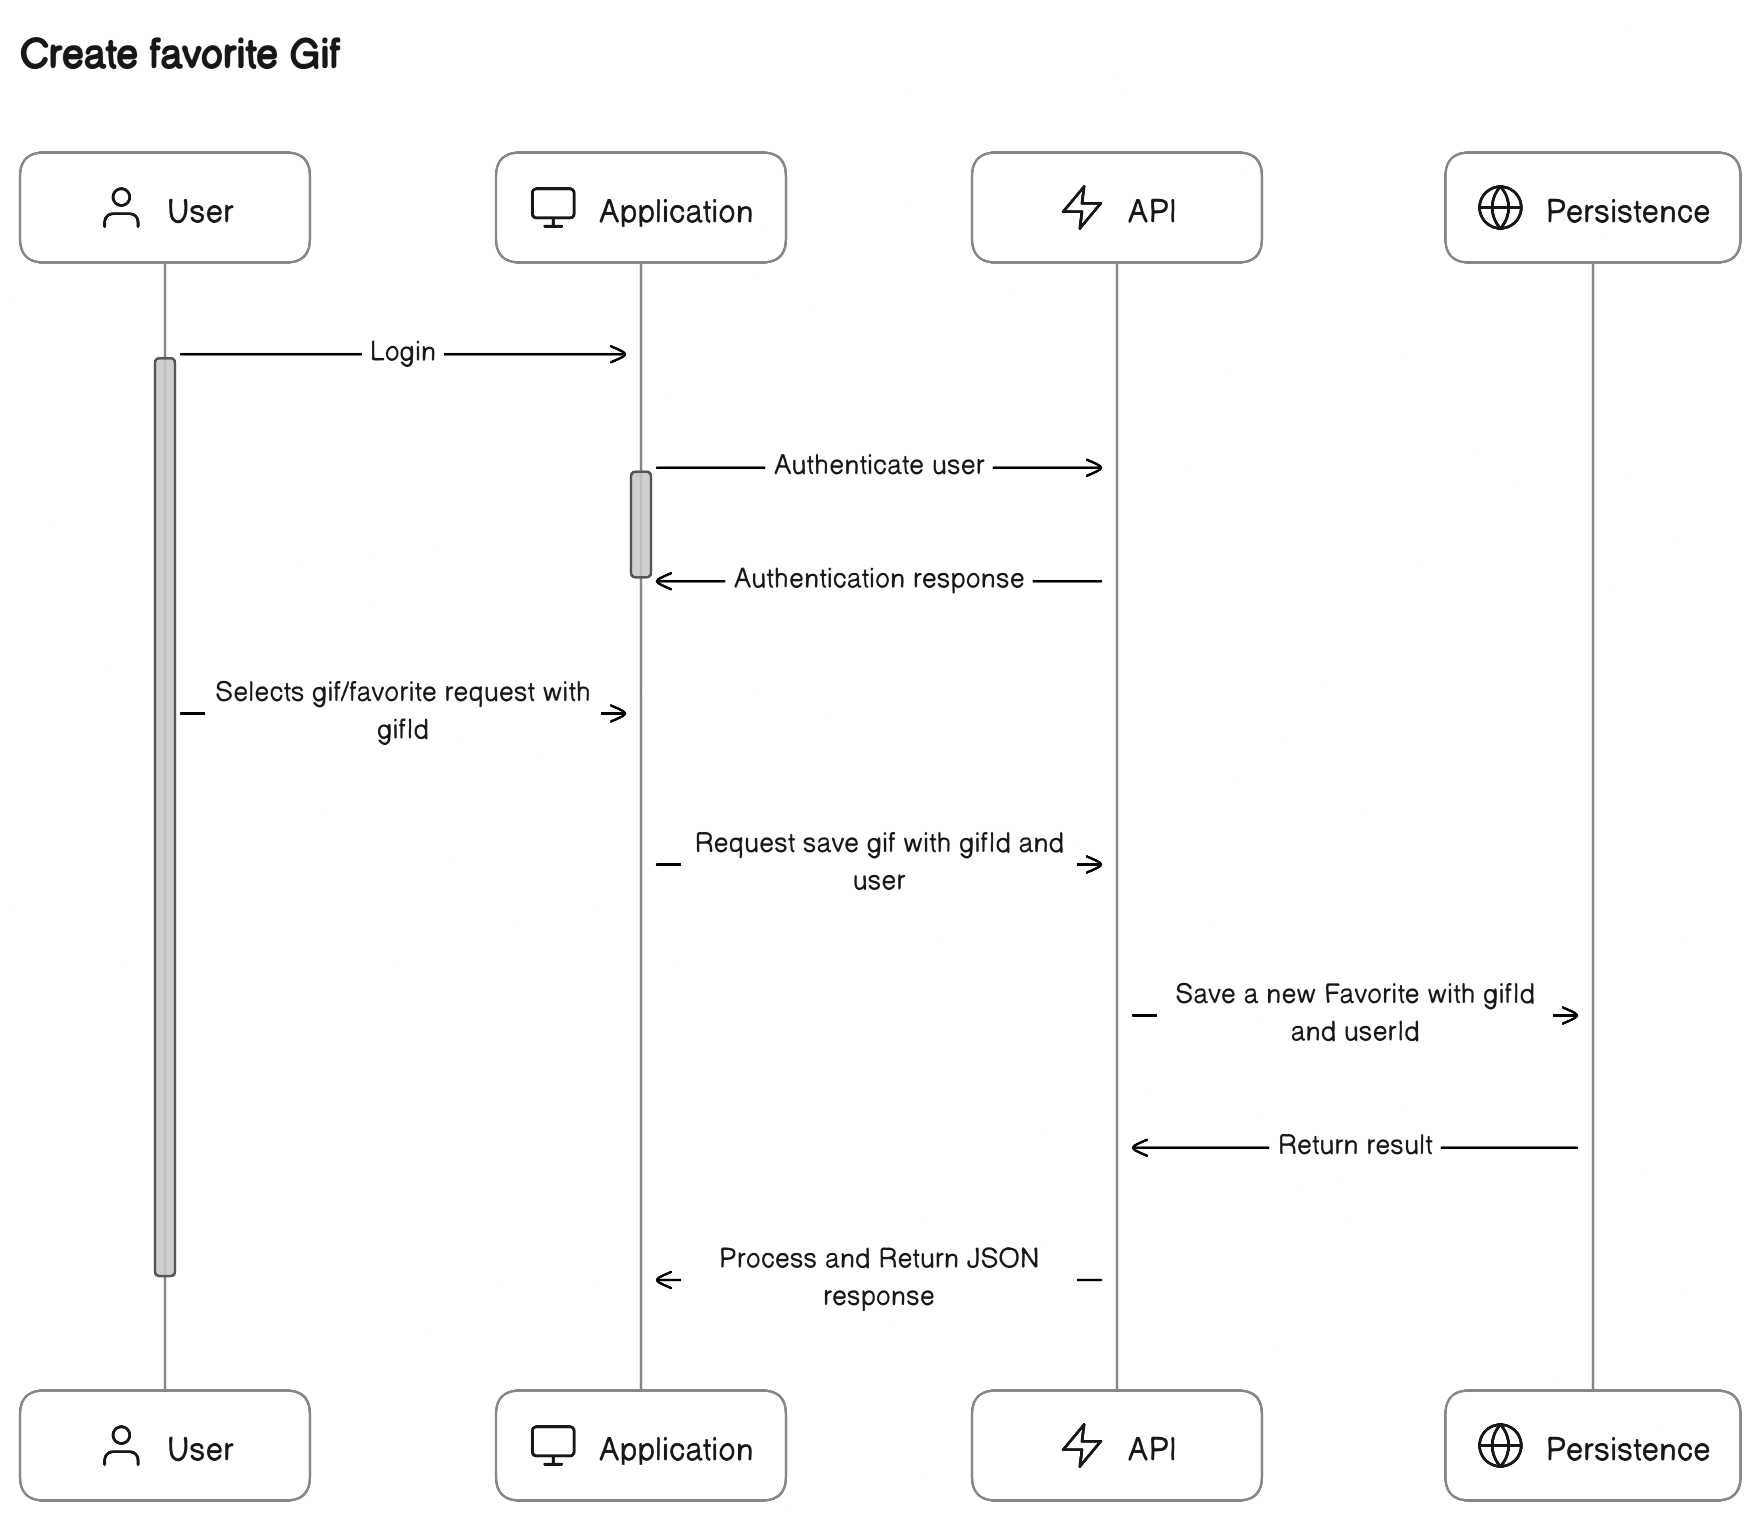 Create favorite Gif
User
Application
API
Persistence
Login
Authenticate user
Authentication response
Selects gif/favorite request with
gifId
Request save gif with gifId and
user
Save a new Favorite with gifId
and userId
Return result
Process and Return JSON
response
User
Application
API
Persistence